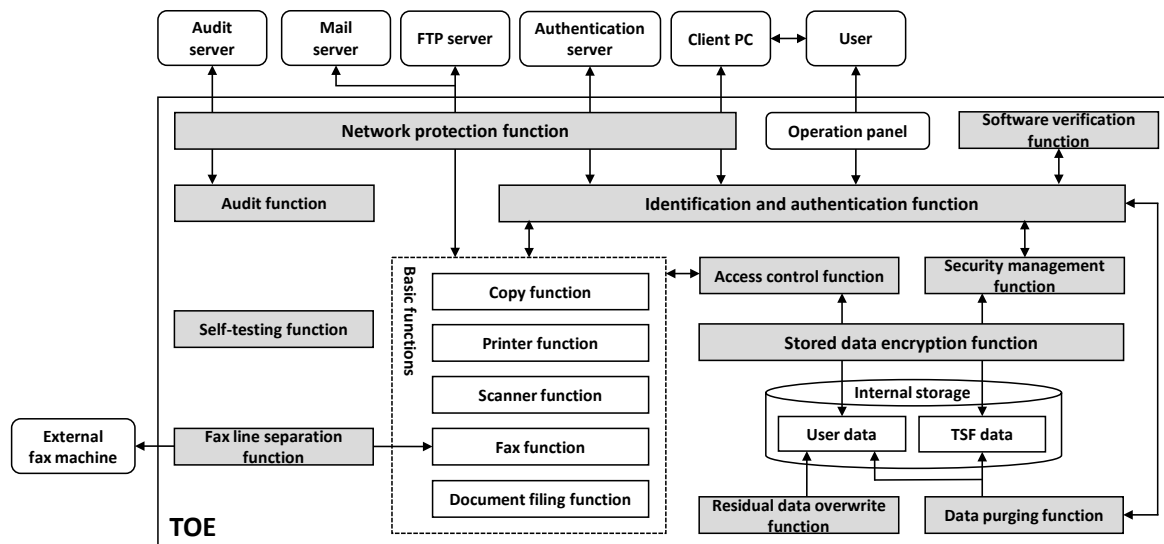 Audit
server
Mail
server
FTP server
Authentication
server
Client PC
User
Network protection function
Operation panel
Software verification
function
Audit function
Identification and authentication function
Basic functions
Copy function
Access control function
Security management
function
Self-testing function
Printer function
Stored data encryption function
Scanner function
Internal storage
External
fax machine
Fax line separation
function
Fax function
User data
TSF data
Document filing function
Residual data overwrite
function
Data purging function
TOE